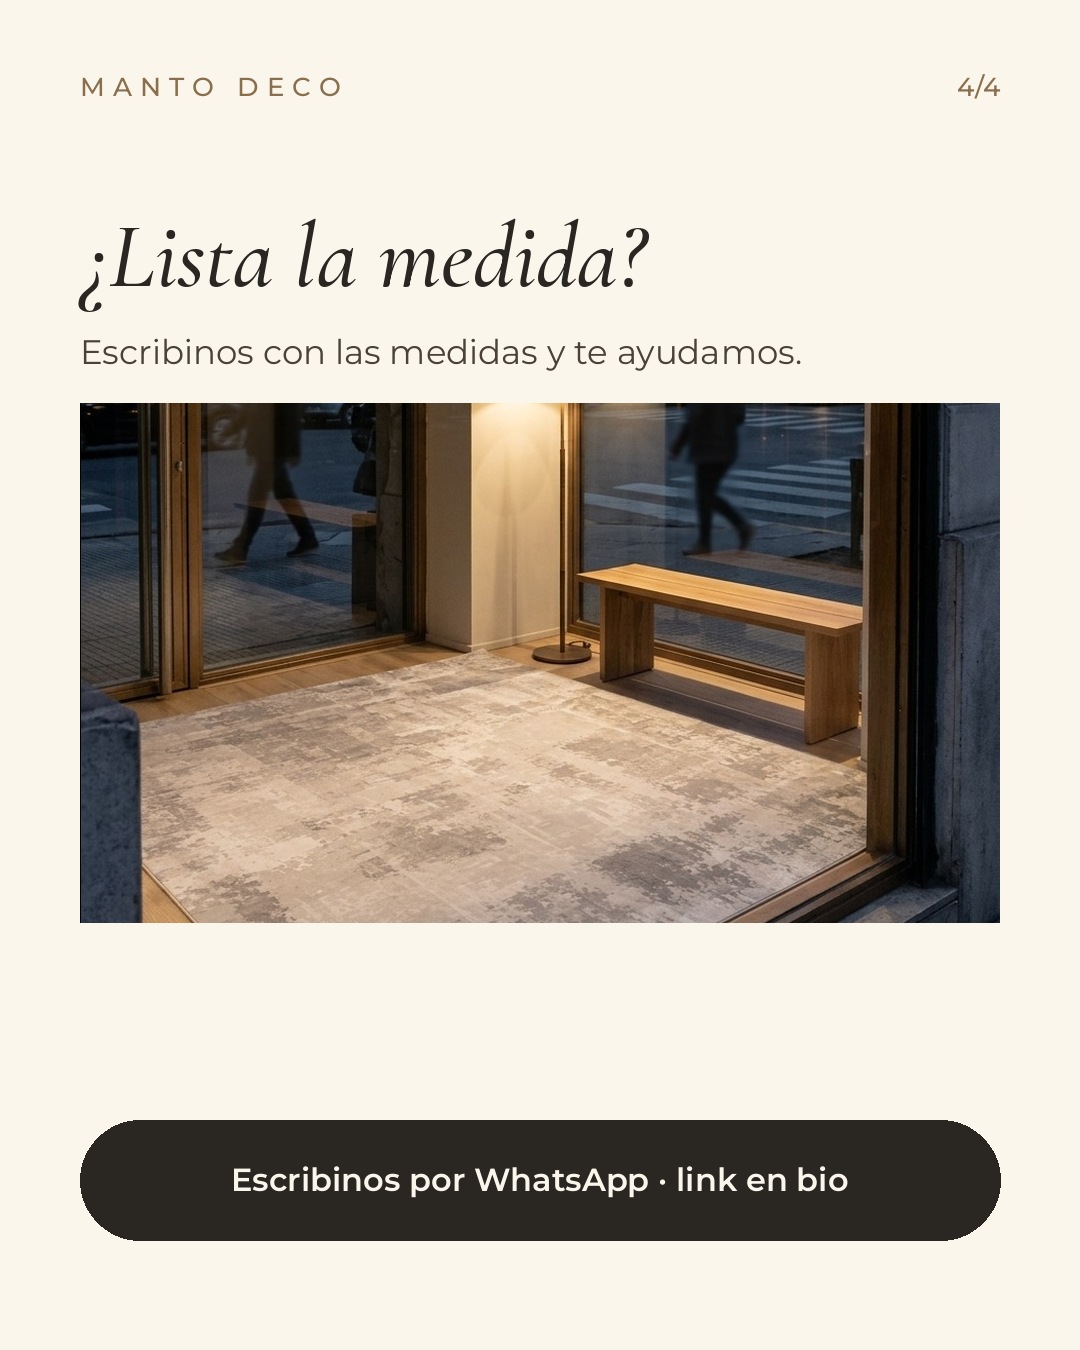 MANTO DECO
4/4
¿Lista la medida?
Escribinos con las medidas y te ayudamos.
Escribinos por WhatsApp · link en bio